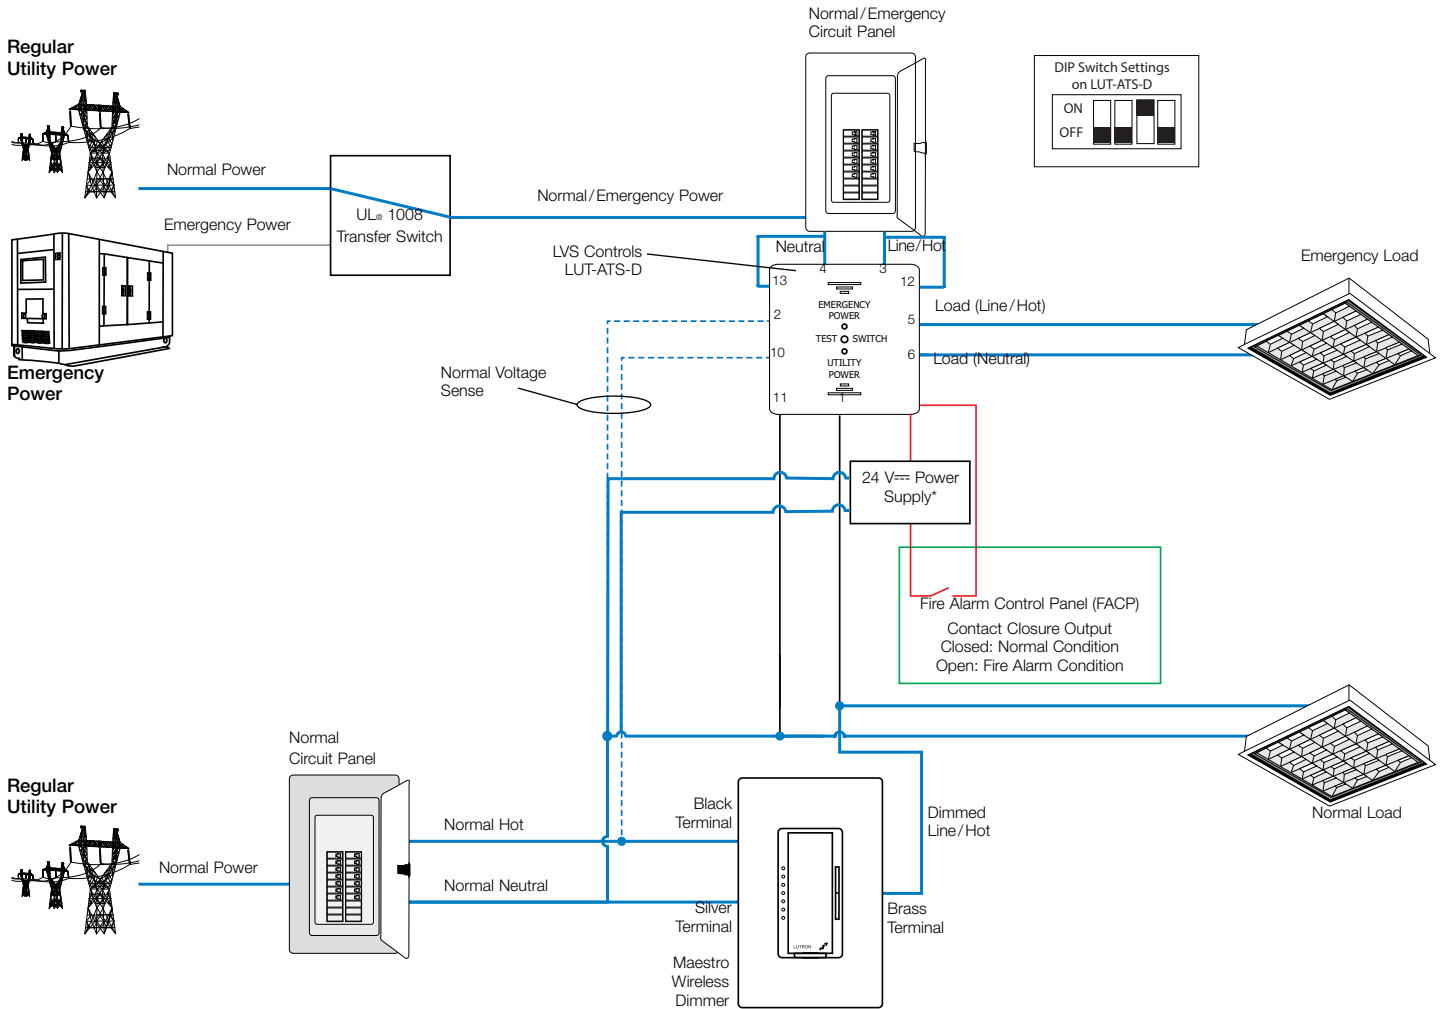 Normal/Emergency
Circuit Panel
Regular
Utility Power
DIP Switch Settings
on LUT-ATS-D
ON
OFF
Normal Power
Normal/Emergency Power
UL® 1008
Transfer Switch
Emergency Power
Neutral
Line/Hot
LVS Controls
LUT-ATS-D
4
3
13
12
Emergency Load
EMERGENCY
POWER
2
5
Load (Line/Hot)
TEST SWITCH
10
6
Load (Neutral)
UTILITY
POWER
11
1
Emergency
Power
Normal Voltage
Sense
24 V Power
Supply*
Fire Alarm Control Panel (FACP)
Contact Closure Output
Closed: Normal Condition
Open: Fire Alarm Condition
Normal
Circuit Panel
Regular
Utility Power
Black
Terminal
Dimmed
Line/Hot
Normal Load
Normal Hot
Normal Power
Normal Neutral
Silver
Terminal
Brass
Terminal
LUTRON
Maestro
Wireless
Dimmer